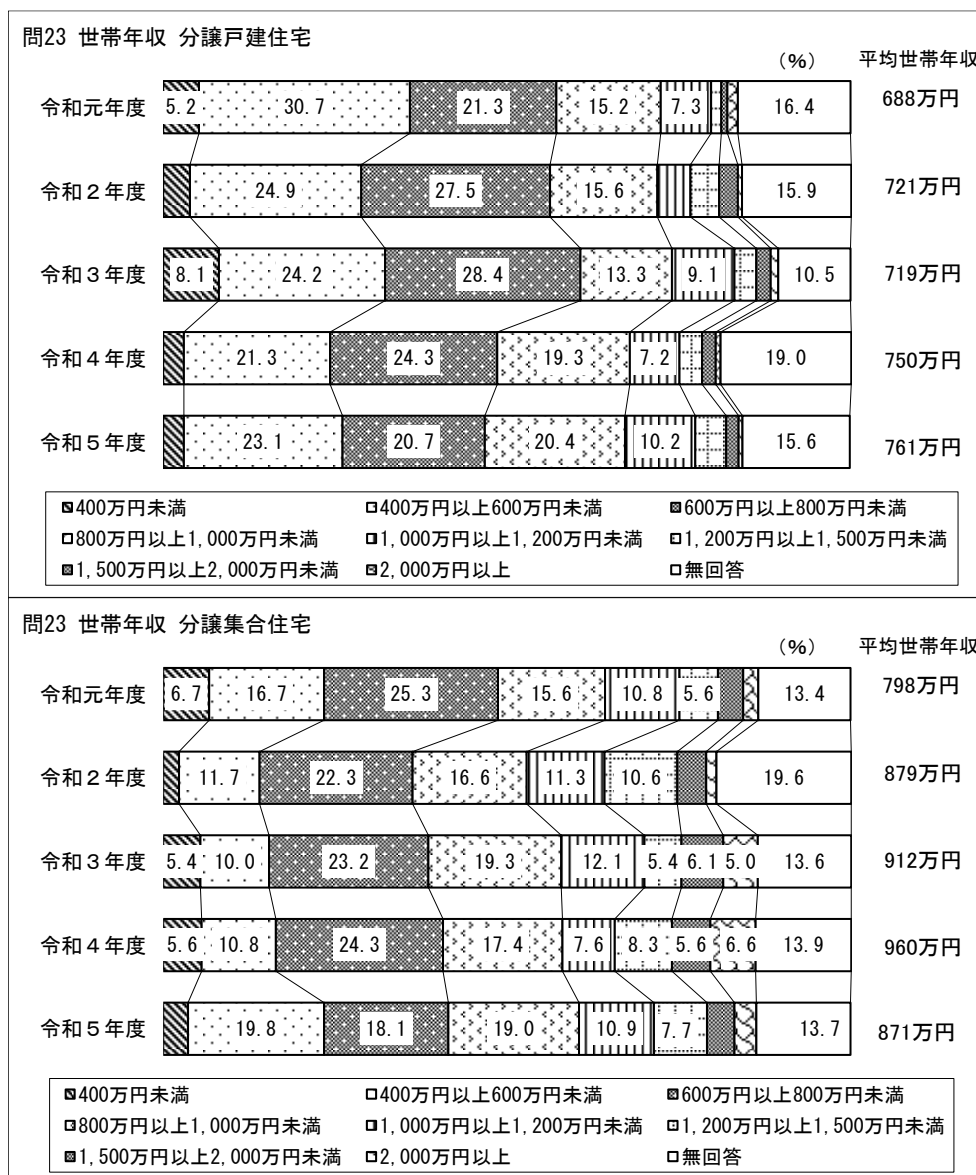 問23 世帯年収 分譲戸建住宅
(%) 平均世帯年収
令和元年度 5.2 30.7 21.3 15.2 7.3 16.4 688万円
令和2年度 24.9 27.5 15.6 15.9 721万円
令和3年度 8.1 24.2 28.4 13.3 9.1 10.5 719万円
令和4年度 21.3 24.3 19.3 7.2 19.0 750万円
令和5年度 23.1 20.7 20.4 10.2 15.6 761万円
400万円未満 400万円以上600万円未満 600万円以上800万円未満
800万円以上1,000万円未満 1,000万円以上1,200万円未満 1,200万円以上1,500万円未満
1,500万円以上2,000万円未満 2,000万円以上 無回答
問23 世帯年収 分譲集合住宅
(%) 平均世帯年収
令和元年度 6.7 16.7 25.3 15.6 10.8 5.6 13.4 798万円
令和2年度 11.7 22.3 16.6 11.3 10.6 19.6 879万円
令和3年度 5.4 10.0 23.2 19.3 12.1 5.4 6.1 5.0 13.6 912万円
令和4年度 5.6 10.8 24.3 17.4 7.6 8.3 5.6 6.6 13.9 960万円
令和5年度 19.8 18.1 19.0 10.9 7.7 13.7 871万円
400万円未満 400万円以上600万円未満 600万円以上800万円未満
800万円以上1,000万円未満 1,000万円以上1,200万円未満 1,200万円以上1,500万円未満
1,500万円以上2,000万円未満 2,000万円以上 無回答